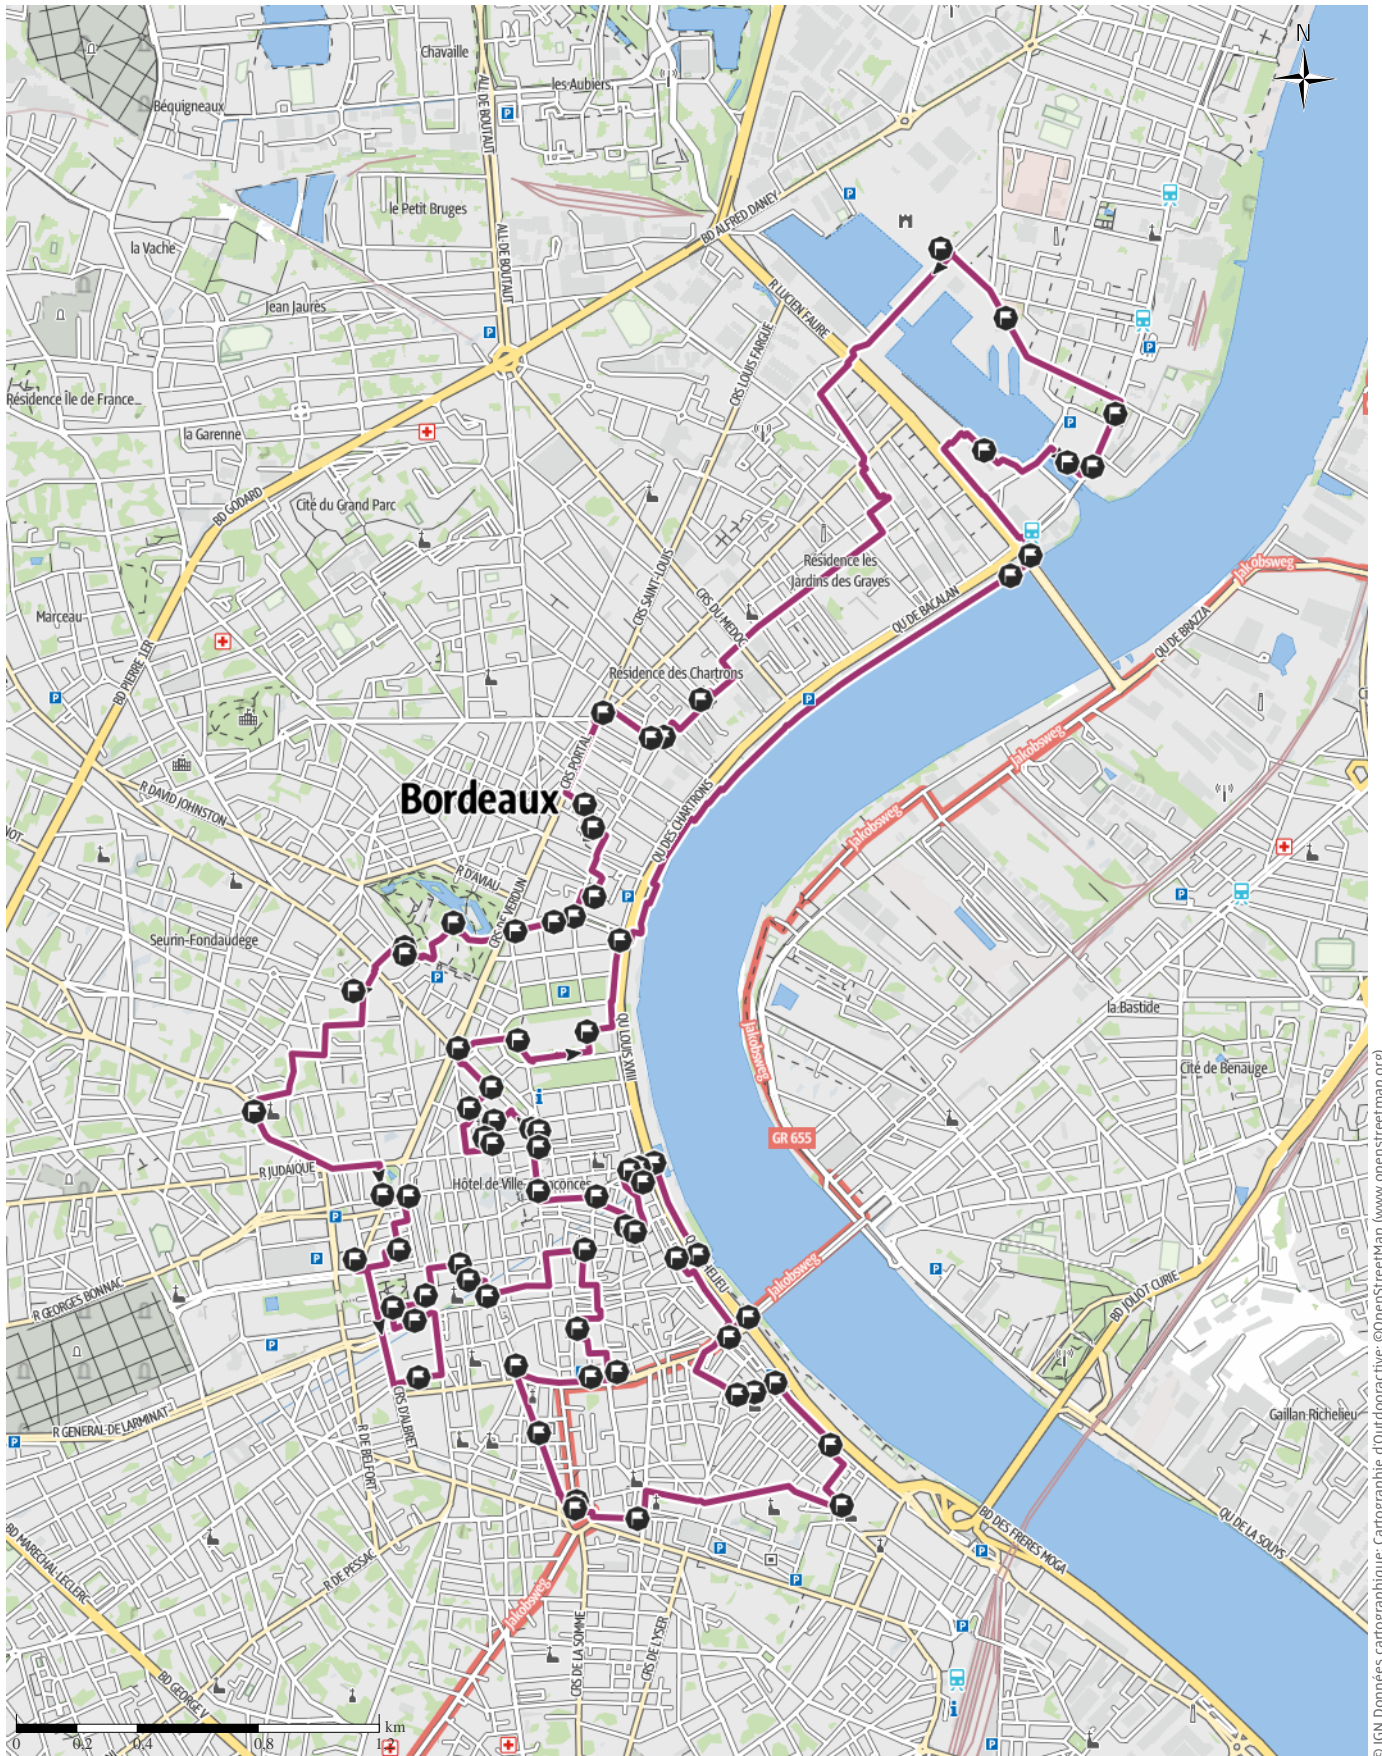 N
Chavaille
les Aubiers
Béquigneaux
ALL DE BOUTAUT
le Petit Bruges
BD ALFRED DANEY
la Vache
ALL DE BOUTAUT
R LUCIEN FAURE
Jean Jaurès
CRS LOUIS FARGUE
Résidence Île de France
la Garenne
BD GODARD
Cité du Grand Parc
Résidence les
Jardins des Graves
Jakobsweg
CRS SAINT-LOUIS
CRS DU MEDOC
QU DE BACALAN
Marceau
QU DE BRAZZA
BD PIERRE 1ER
Résidence des Chartrons
Jakobsweg
CRS PORTAL
R DAVID JOHNSTON
Bordeaux
QU DES CHARTRONS
Jakobsweg
NOT
R D'AVIAU
CRS DE VERDUN
Seurin-Fondaudège
la Bastide
QU LOUIS XVIII
Jakobsweg
Cité de Benauge
GR 655
R JUDAIQUE
Hôtel de Ville
R GEORGES BONNAC
Jakobsweg
BD JOLIOT CURIE
CRS D'ALBRET
R GENERAL DE LARMINAT
Gaillan-Richelieu
R DE BELFORT
QU DE LA SOUYS
BD DES FRERES MOGA
BD MARECHAL LECLERC
R DE PESSAC
Jakobsweg
CRS DE LA SOMME
CRS DE L'YSER
BD GEORGE V
km
0 0,2 0,4 0,8 1,2
© IGN Données cartographique: Cartographie d'Outdooractive; ©OpenStreetMap (www.openstreetmap.org)